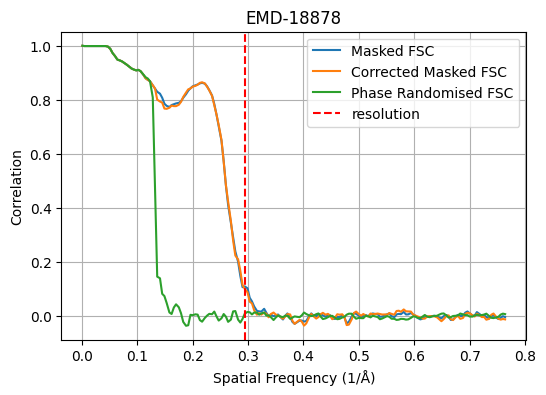 EMD-18878
Masked FSC
Corrected Masked FSC
Phase Randomised FSC
resolution
Correlation
1.0
0.8
0.6
0.4
0.2
0.0
0.0 0.1 0.2 0.3 0.4 0.5 0.6 0.7 0.8
Spatial Frequency (1/Å)